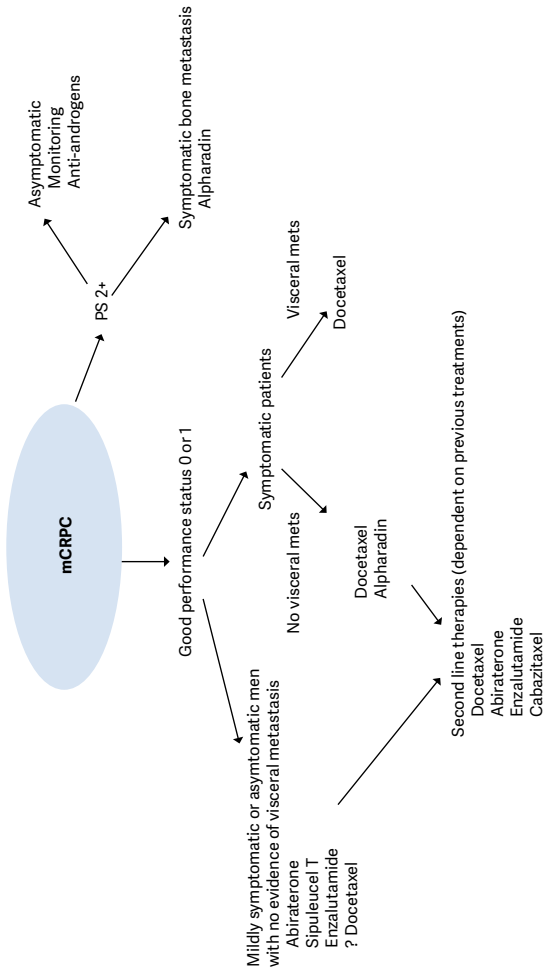 mCRPC
PS 2+
Asymptomatic
Monitoring
Anti-androgens
Symptomatic bone metastasis
Alpharadin
Good performance status 0 or 1
Mildly symptomatic or asymtomatic men
with no evidence of visceral metastasis
Abiraterone
Sipuleucel T
Enzalutamide
? Docetaxel
Symptomatic patients
No visceral mets
Docetaxel
Alpharadin
Visceral mets
Docetaxel
Second line therapies (dependent on previous treatments)
Docetaxel
Abiraterone
Enzalutamide
Cabazitaxel